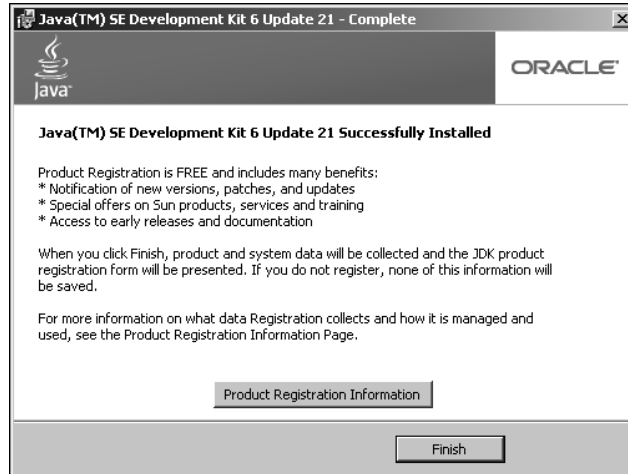 Java(TM) SE Development Kit 6 Update 21 - Complete
Java™
ORACLE®
Java(TM) SE Development Kit 6 Update 21 Successfully Installed
Product Registration is FREE and includes many benefits:
* Notification of new versions, patches, and updates
* Special offers on Sun products, services and training
* Access to early releases and documentation
When you click Finish, product and system data will be collected and the JDK product
registration form will be presented. If you do not register, none of this information will
be saved.
For more information on what data Registration collects and how it is managed and
used, see the Product Registration Information Page.
Product Registration Information
Finish